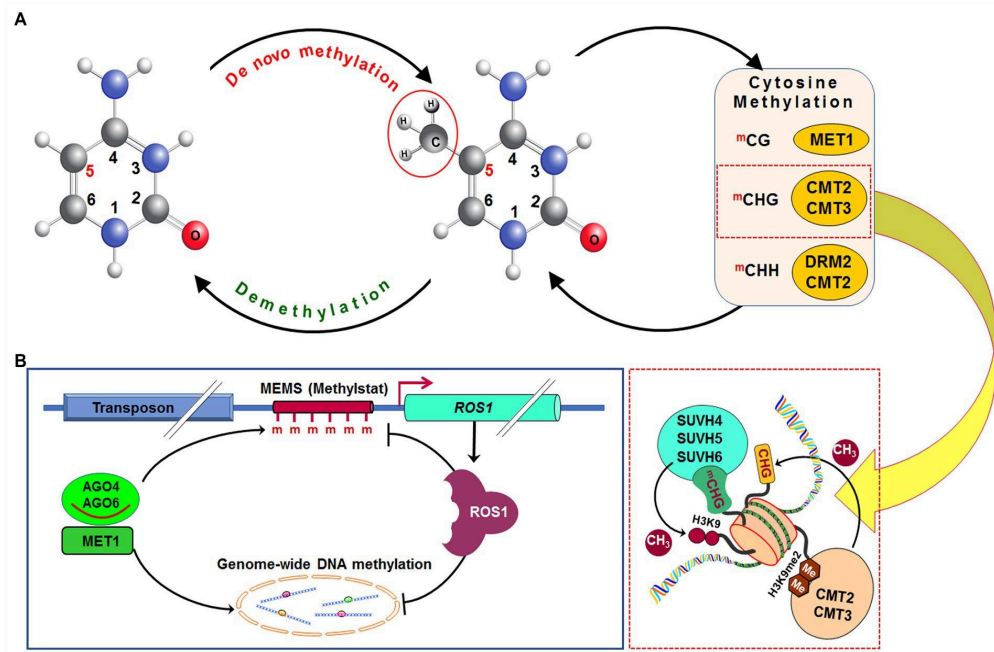 A
De novo methylation
Demethylation
4
5
3
6
1
2
O
H
H
H
C
4
5
3
6
1
2
O
Cytosine
Methylation
mCG
MET1
mCHG
CMT2
CMT3
mCHH
DRM2
CMT2
B
MEMS (Methylstat)
Transposon
ROS1
m m m m m m
AGO4
AGO6
MET1
ROS1
Genome-wide DNA methylation
SUVH4
SUVH5
SUVH6
mCHG
CHG
CH3
H3K9
CH3
H3K9me2
Me
Me
CMT2
CMT3